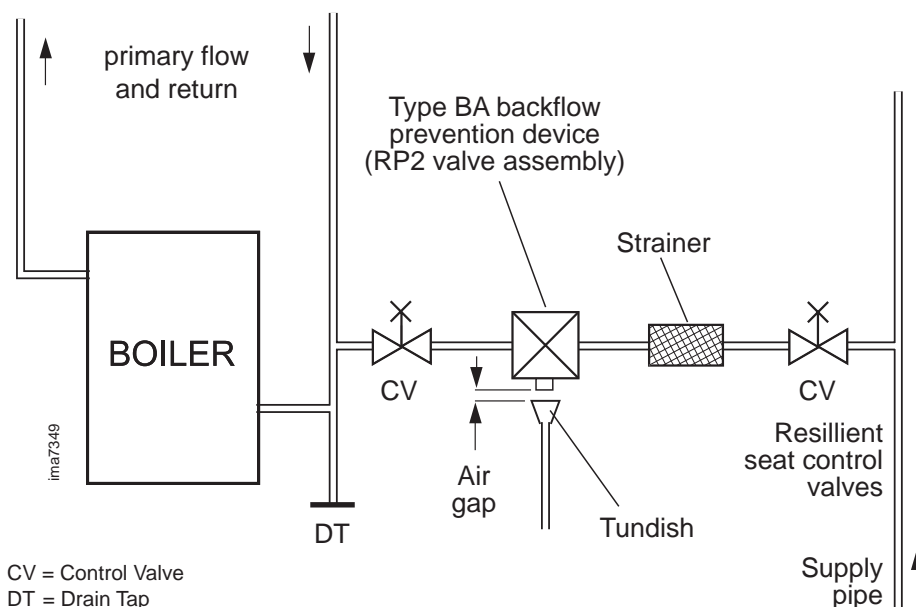 primary flow
and return
Type BA backflow
prevention device
(RP2 valve assembly)
Strainer
BOILER
CV
CV
ima7349
Resillient
seat control
valves
Air
gap
Tundish
DT
CV = Control Valve
DT = Drain Tap
Supply
pipe